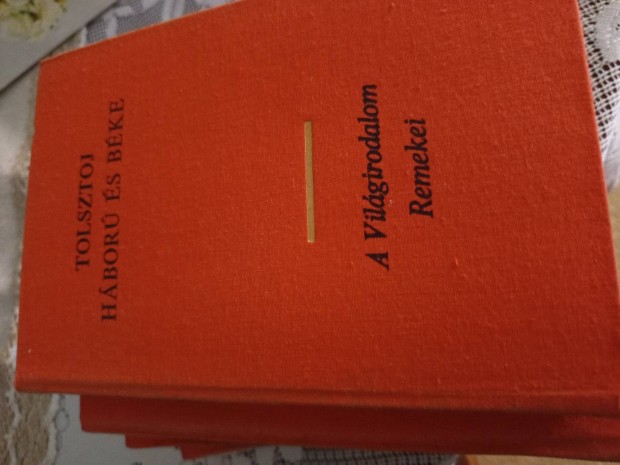 TOLSZTOJ
HÁBORÚ ÉS BÉKE
A Világirodalom
Remekei